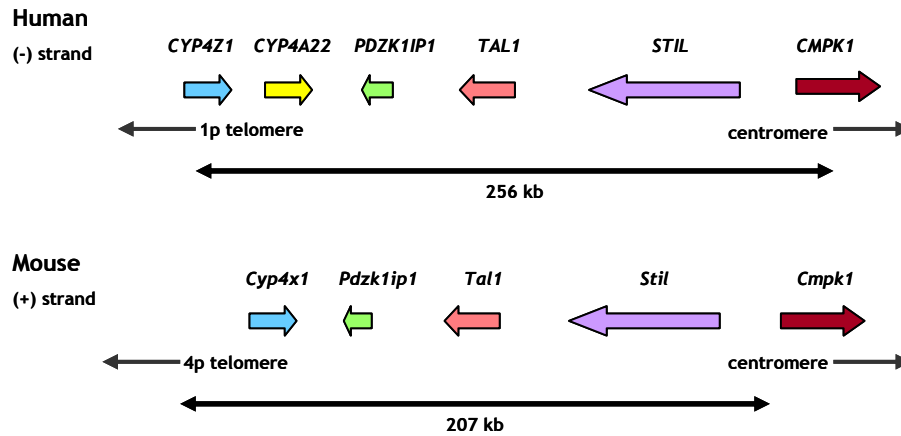 Human
(-) strand
CYP4Z1 CYP4A22 PDZK1IP1 TAL1 STIL CMPK1
1p telomere centromere
256 kb
Mouse
(+) strand
Cyp4x1 Pdzk1ip1 Tal1 Stil Cmpk1
4p telomere centromere
207 kb